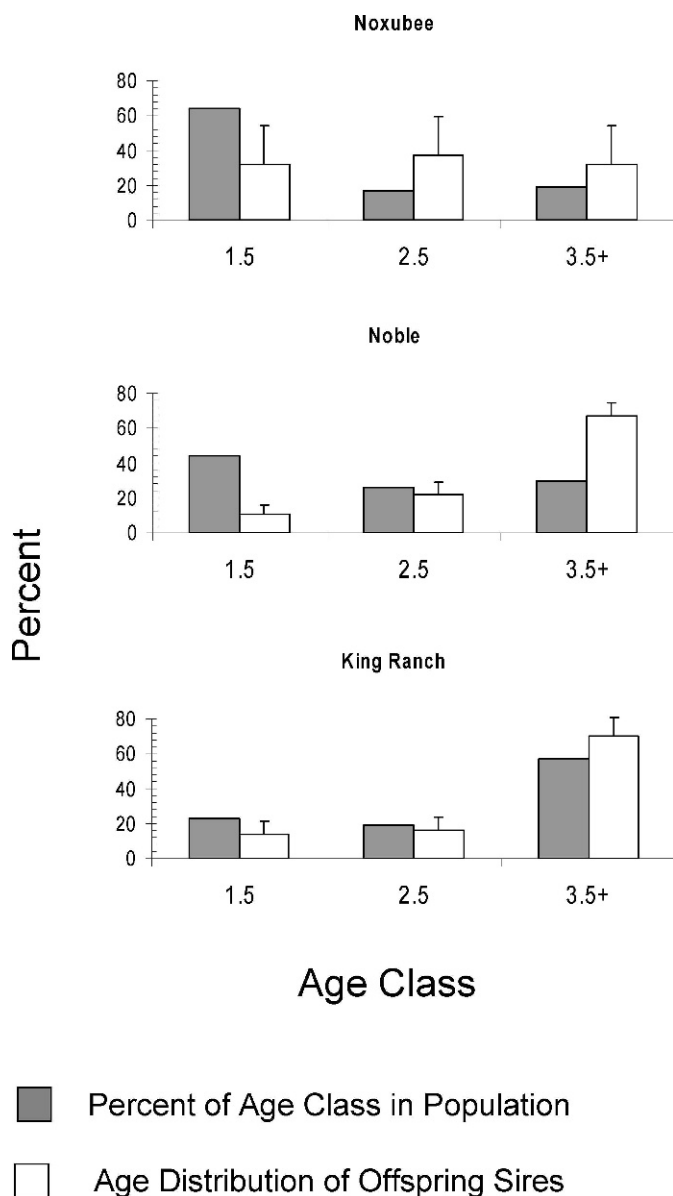 Noxubee
80
60
40
20
0
1.5 2.5 3.5+
Noble
80
60
40
20
0
1.5 2.5 3.5+
Percent
King Ranch
80
60
40
20
0
1.5 2.5 3.5+
Age Class
Percent of Age Class in Population
Age Distribution of Offspring Sires